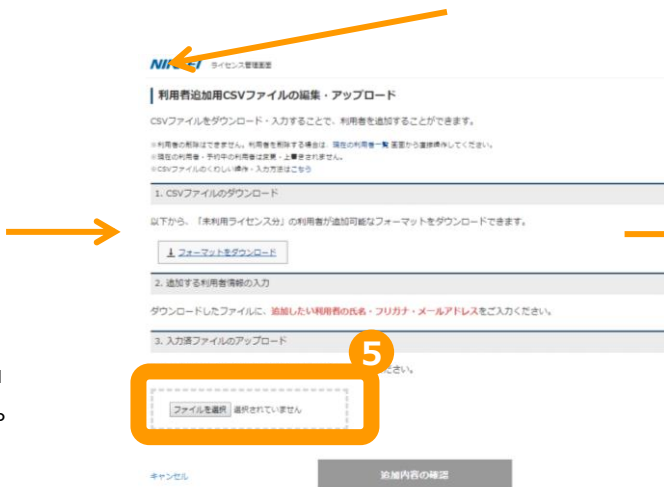 ライセンス管理画面
利用者追加用CSVファイルの編集・アップロード
CSVファイルをダウンロード・入力することで、利用者を追加することができます。
※利用者の削除はできません。利用者を削除する場合は、現在の利用者一覧 画面から直接操作してください。
※現在の利用者・予約中の利用者は変更・上書きされません。
※CSVファイルのくわしい操作・入力方法はこちら
1. CSVファイルのダウンロード
以下から、「未利用ライセンス分」の利用者が追加可能なフォーマットをダウンロードできます。
フォーマットをダウンロード
2. 追加する利用者情報の入力
ダウンロードしたファイルに、追加したい利用者の氏名・フリガナ・メールアドレスをご入力ください。
3. 入力済ファイルのアップロード
5
ださい。
ファイルを選択 選択されていません
キャンセル
追加内容の確認